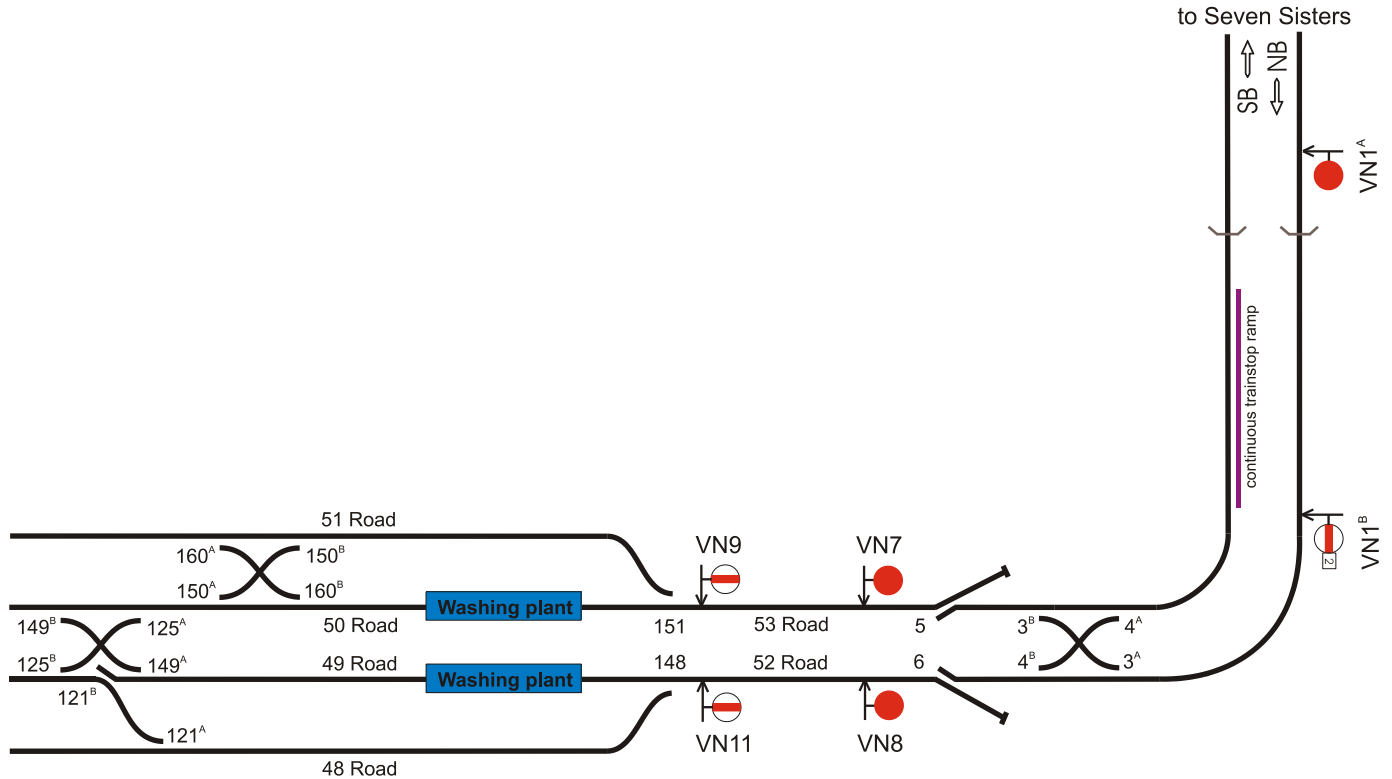 to Seven Sisters
SB
NB
VN1ᴬ
continuous trainstop ramp
VN1ᴮ
2
51 Road
160ᴬ 150ᴮ
150ᴬ 160ᴮ
VN9 VN7
Washing plant
149ᴮ 125ᴬ
50 Road
151
53 Road
5
3ᴮ 4ᴬ
125ᴮ 149ᴬ
49 Road
148
52 Road
6
4ᴮ 3ᴬ
Washing plant
121ᴮ
121ᴬ
VN11 VN8
48 Road